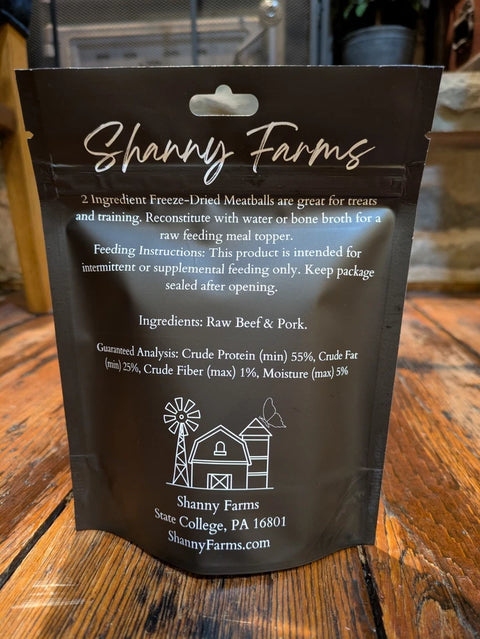 Shanny Farms
2 Ingredient Freeze-Dried Meatballs are great for treats
and training. Reconstitute with water or bone broth for a
raw feeding meal topper.
Feeding Instructions: This product is intended for
intermittent or supplemental feeding only. Keep package
sealed after opening.
Ingredients: Raw Beef & Pork.
Guaranteed Analysis: Crude Protein (min) 55%, Crude Fat
(min) 25%, Crude Fiber (max) 1%, Moisture (max) 5%
Shanny Farms
State College, PA 16801
ShannyFarms.com